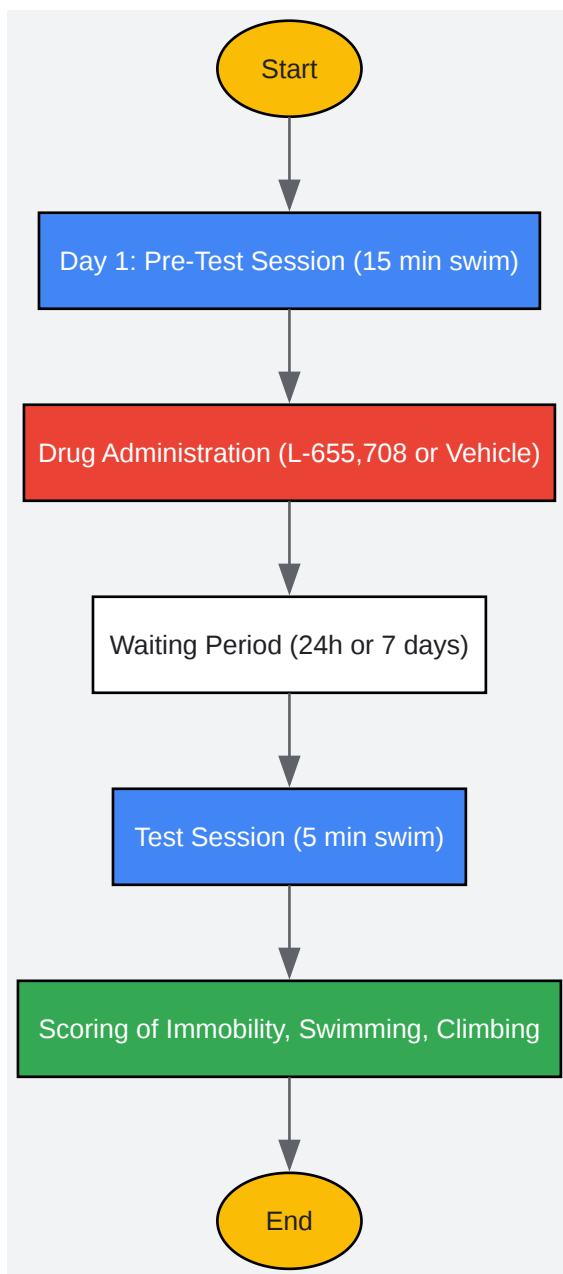 Start
Day 1: Pre-Test Session (15 min swim)
Drug Administration (L-655,708 or Vehicle)
Waiting Period (24h or 7 days)
Test Session (5 min swim)
Scoring of Immobility, Swimming, Climbing
End